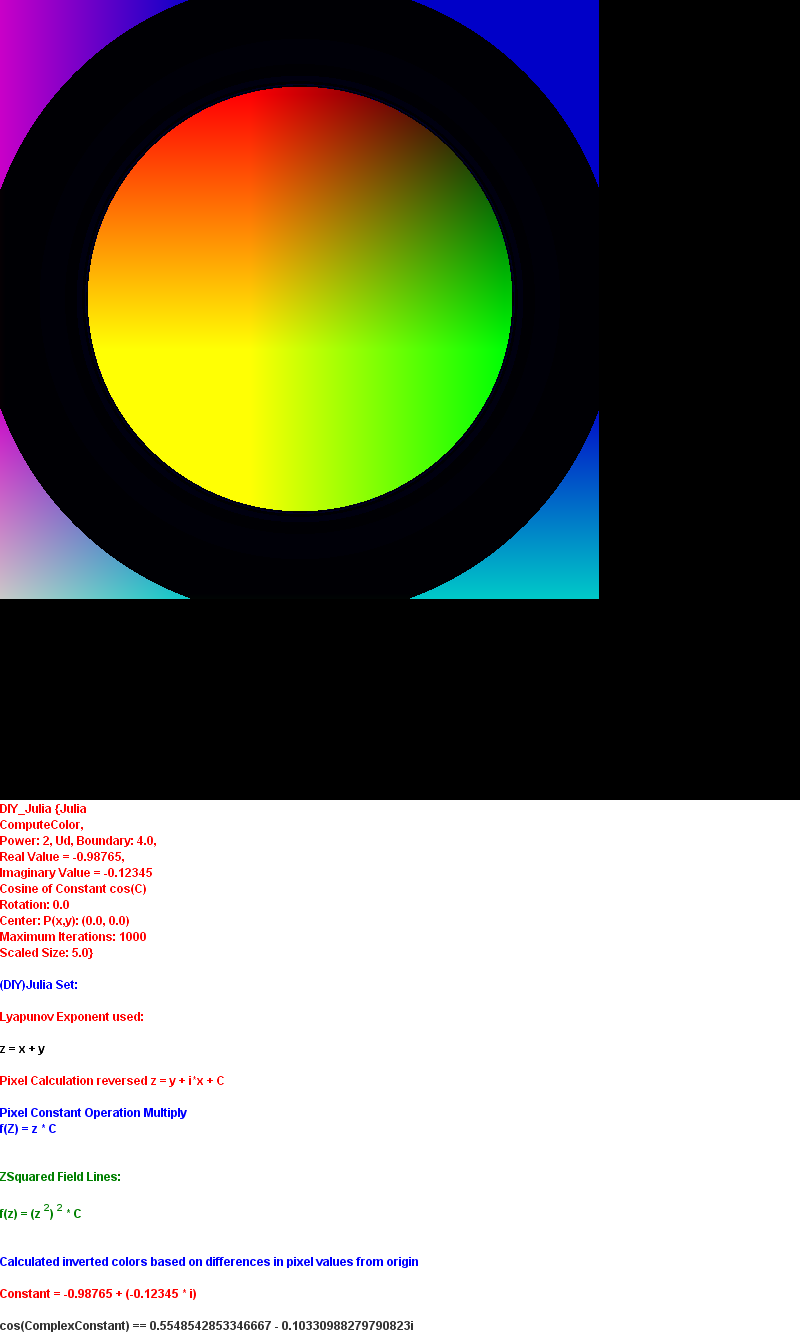 DIY_Julia {Julia
ComputeColor,
Power: 2, Ud, Boundary: 4.0,
Real Value = -0.98765,
Imaginary Value = -0.12345
Cosine of Constant cos(C)
Rotation: 0.0
Center: P(x,y): (0.0, 0.0)
Maximum Iterations: 1000
Scaled Size: 5.0}
(DIY)Julia Set:
Lyapunov Exponent used:
z = x + y
Pixel Calculation reversed z = y + i*x + C
Pixel Constant Operation Multiply
f(Z) = z * C
ZSquared Field Lines:
f(z) = (z ²) ² * C
Calculated inverted colors based on differences in pixel values from origin
Constant = -0.98765 + (-0.12345 * i)
cos(ComplexConstant) == 0.5548542853346667 - 0.10330988279790823i